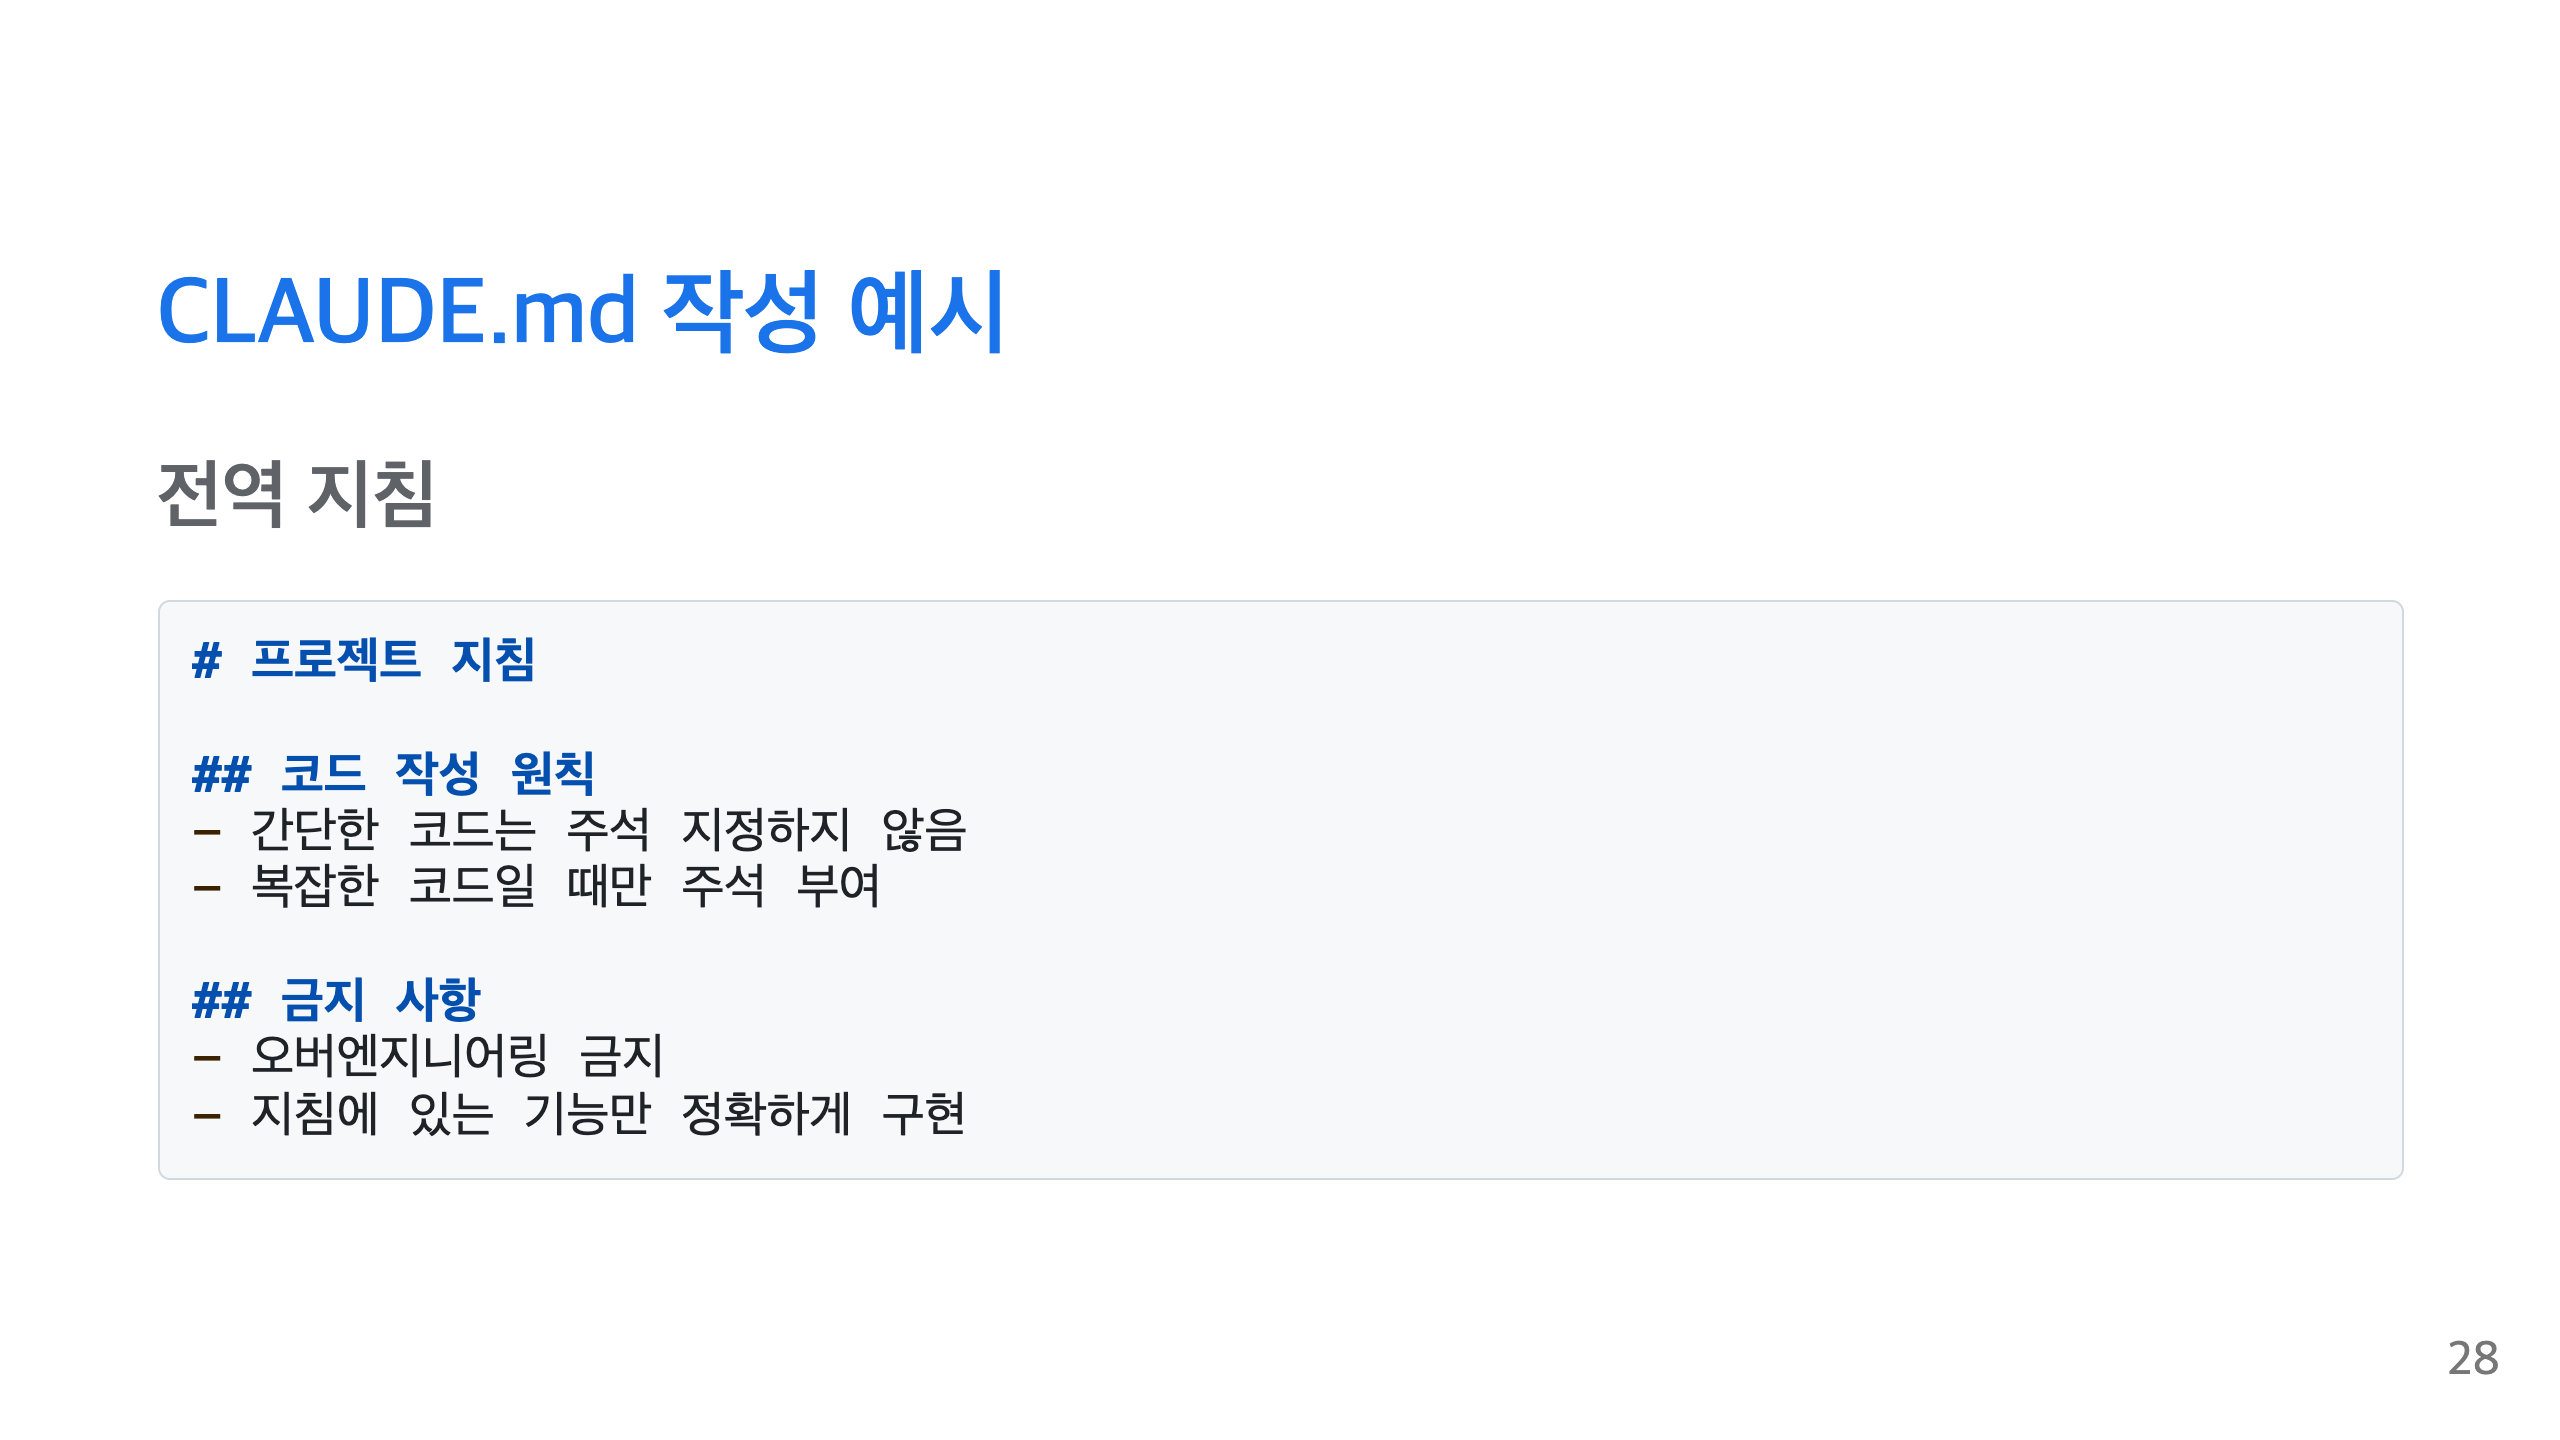 CLAUDE.md 작성 예시
전역 지침
# 프로젝트 지침
## 코드 작성 원칙
- 간단한 코드는 주석 지정하지 않음
- 복잡한 코드일 때만 주석 부여
## 금지 사항
- 오버엔지니어링 금지
- 지침에 있는 기능만 정확하게 구현
28